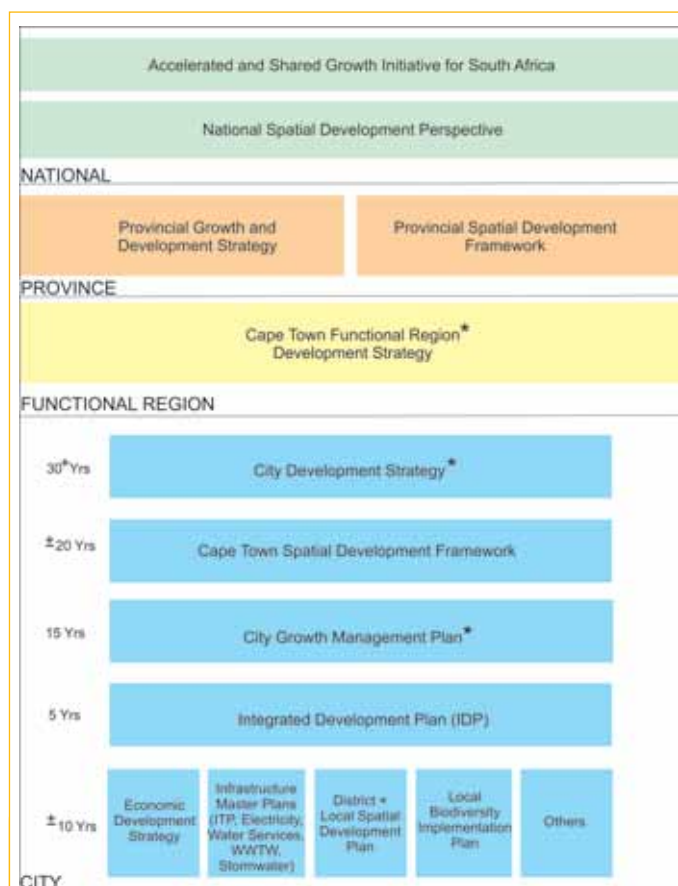 Accelerated and Shared Growth Initiative for South Africa
National Spatial Development Perspective
NATIONAL
Provincial Growth and
Development Strategy
Provincial Spatial Development
Framework
PROVINCE
Cape Town Functional Region*
Development Strategy
FUNCTIONAL REGION
30+Yrs
City Development Strategy*
±20 Yrs
Cape Town Spatial Development Framework
15 Yrs
City Growth Management Plan*
5 Yrs
Integrated Development Plan (IDP)
±10 Yrs
Economic
Development
Strategy
Infrastructure
Master Plans
(ITP, Electricity,
Water Services,
WWTW,
Stormwater)
District +
Local Spatial
Development
Plan
Local
Biodiversity
Implementation
Plan
Others
CITY